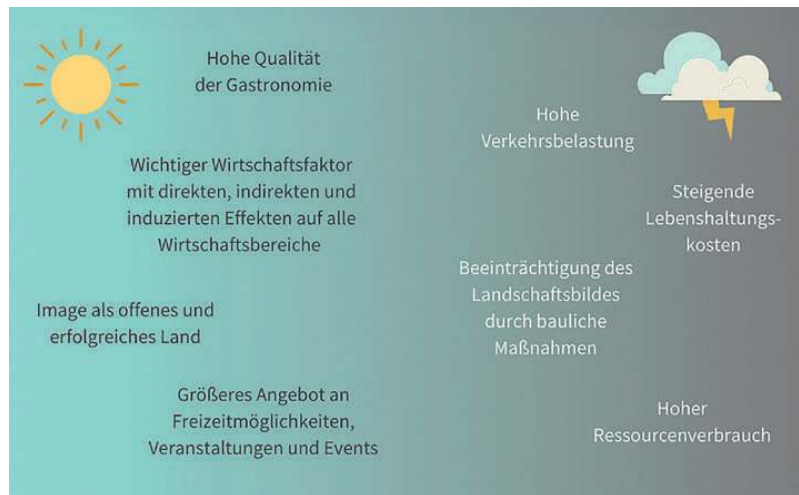 Hohe Qualität
der Gastronomie
Wichtiger Wirtschaftsfaktor
mit direkten, indirekten und
induzierten Effekten auf alle
Wirtschaftsbereiche
Image als offenes und
erfolgreiches Land
Größeres Angebot an
Freizeitmöglichkeiten,
Veranstaltungen und Events
Hohe
Verkehrsbelastung
Steigende
Lebenshaltungs-
kosten
Beeinträchtigung des
Landschaftsbildes
durch bauliche
Maßnahmen
Hoher
Ressourcenverbrauch